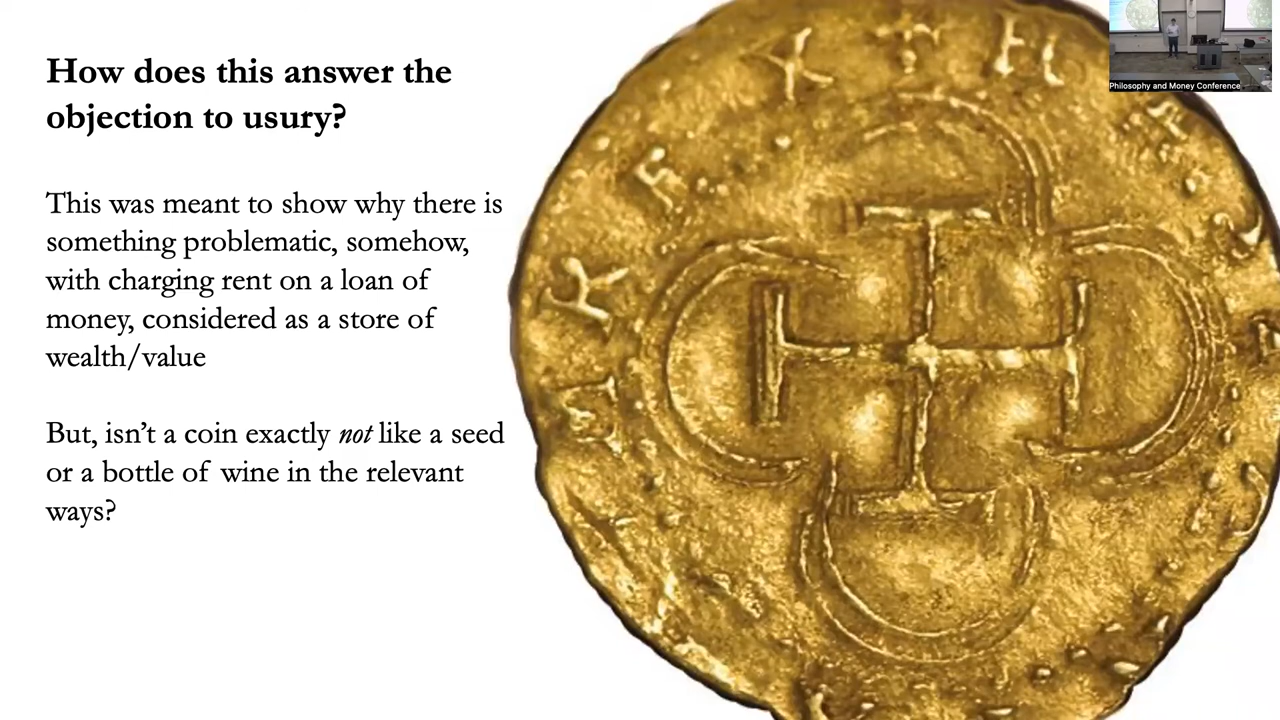 How does this answer the
objection to usury?
This was meant to show why there is
something problematic, somehow,
with charging rent on a loan of
money, considered as a store of
wealth/value
But, isn’t a coin exactly not like a seed
or a bottle of wine in the relevant
ways?
Philosophy and Money Conference